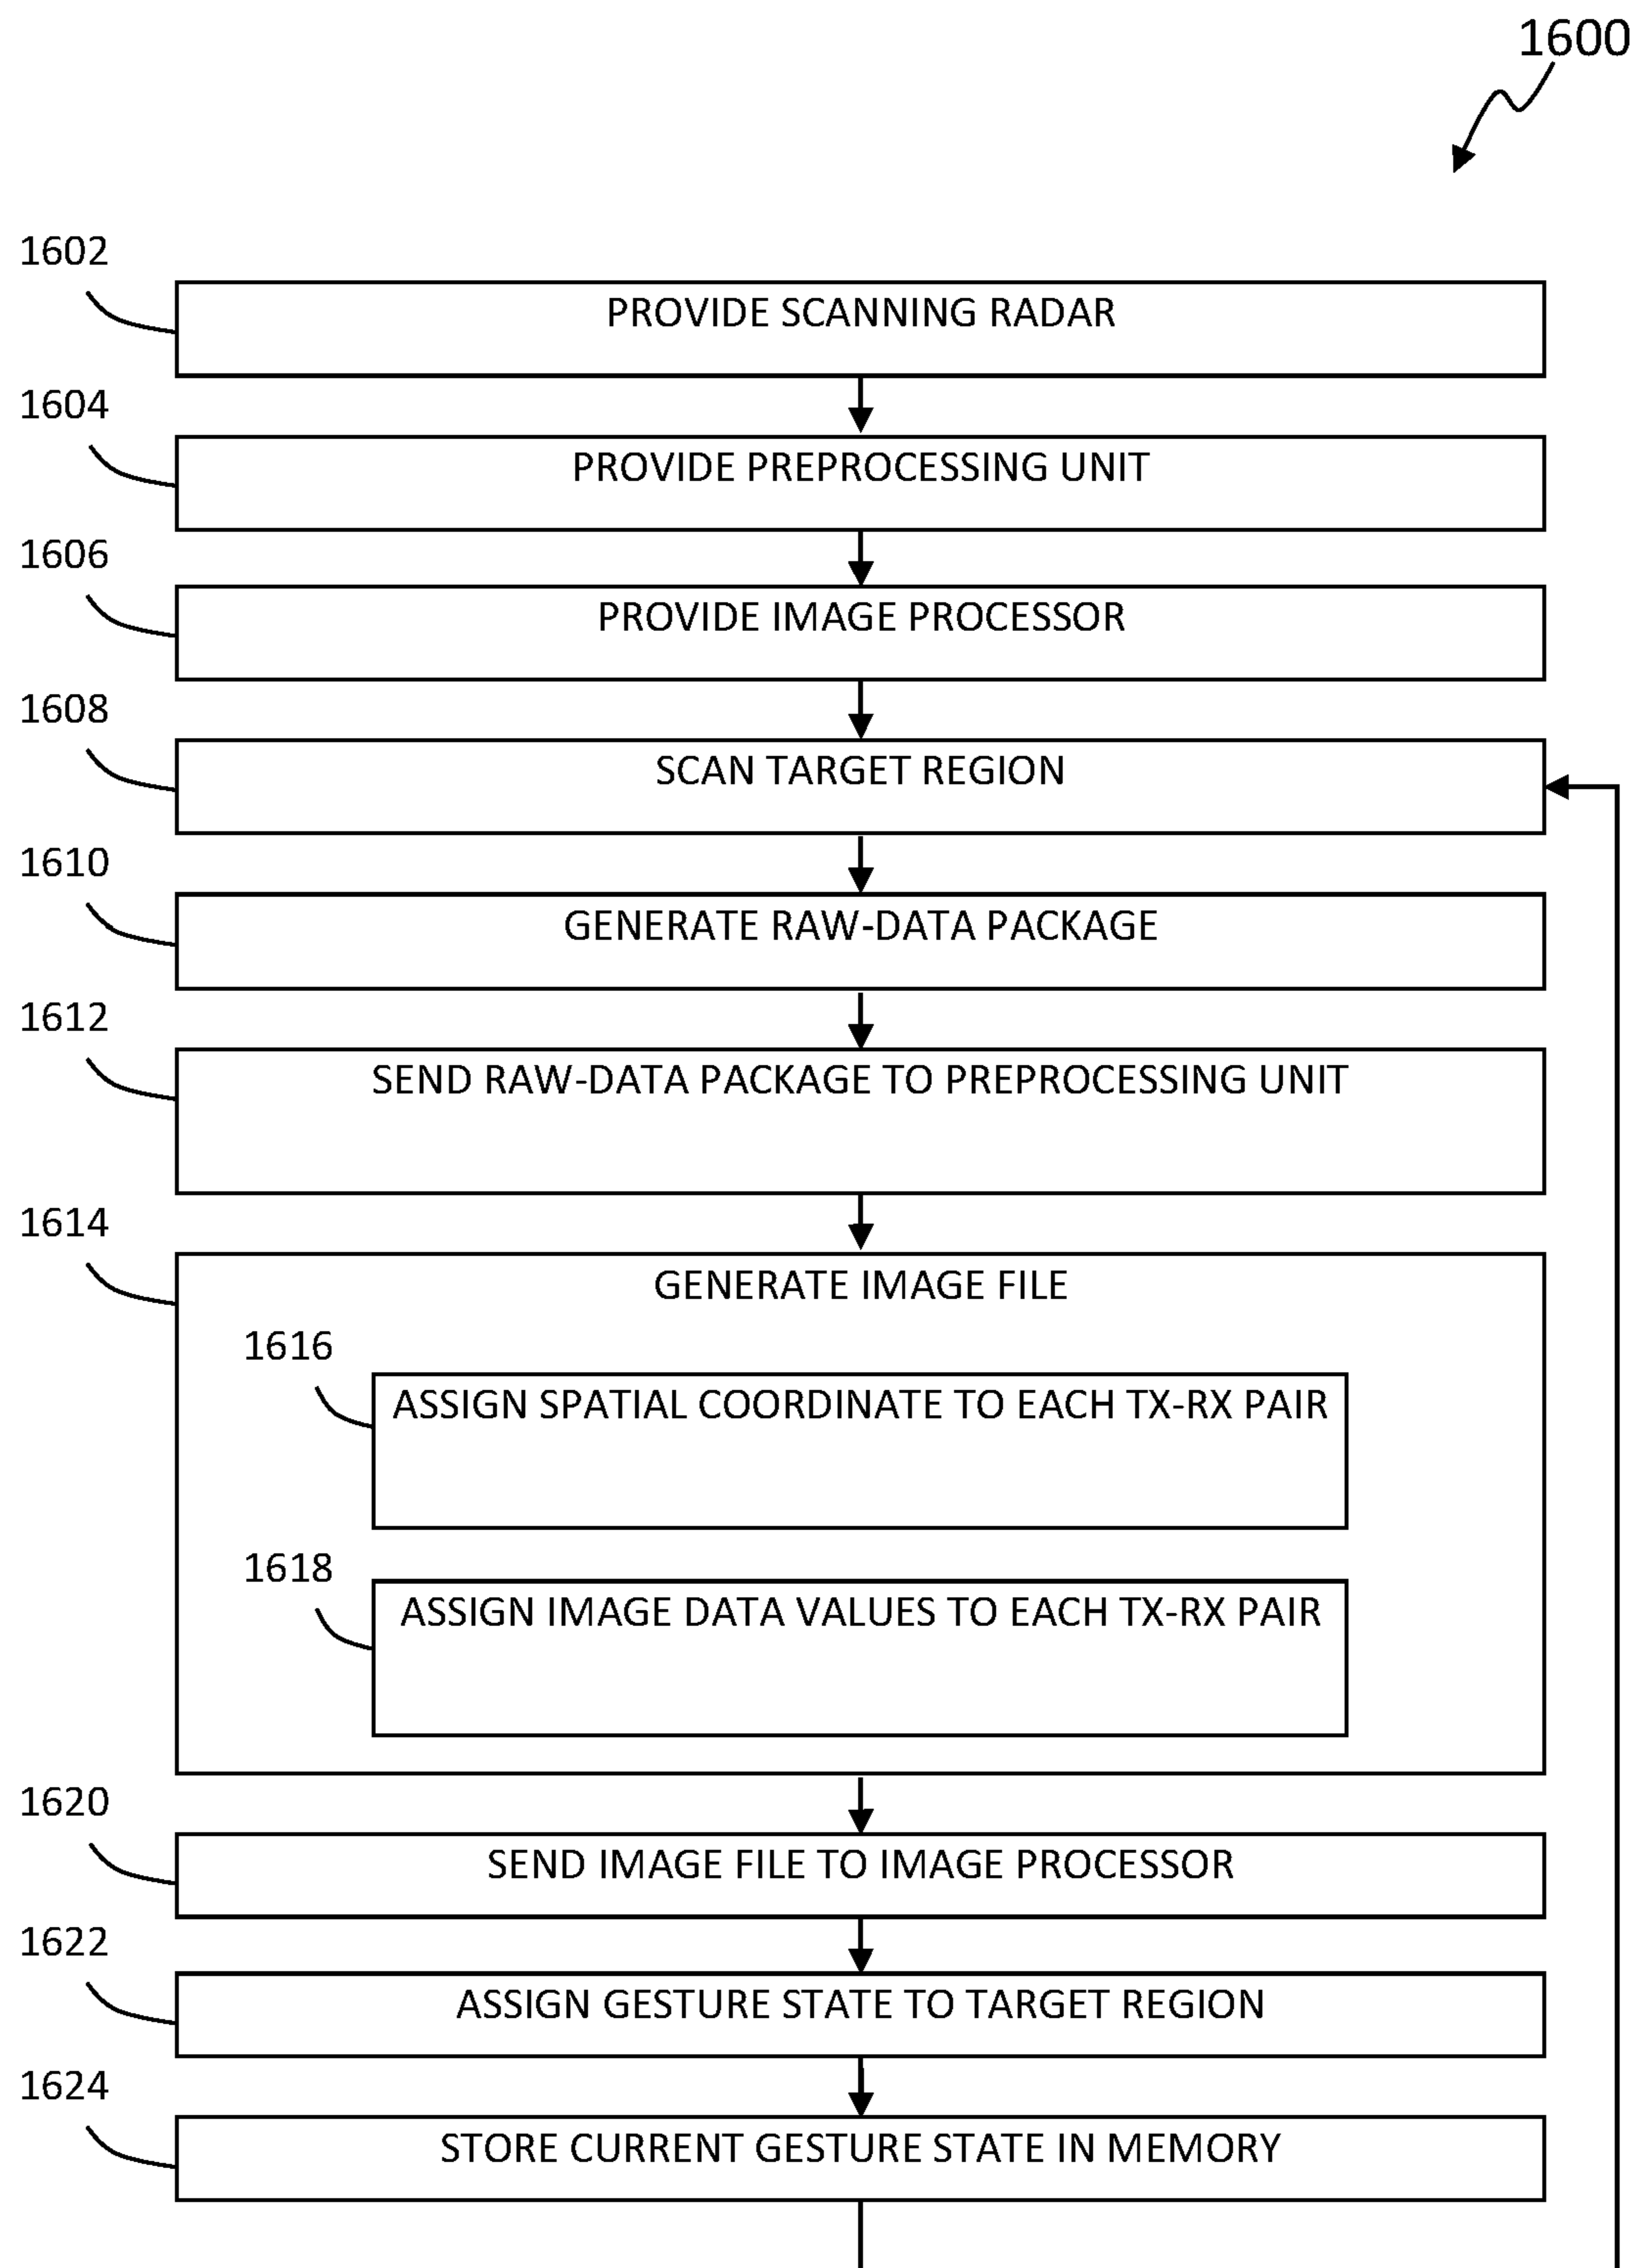 1600
1602
PROVIDE SCANNING RADAR
1604
PROVIDE PREPROCESSING UNIT
1606
PROVIDE IMAGE PROCESSOR
1608
SCAN TARGET REGION
1610
GENERATE RAW-DATA PACKAGE
1612
SEND RAW-DATA PACKAGE TO PREPROCESSING UNIT
1614
GENERATE IMAGE FILE
1616
ASSIGN SPATIAL COORDINATE TO EACH TX-RX PAIR
1618
ASSIGN IMAGE DATA VALUES TO EACH TX-RX PAIR
1620
SEND IMAGE FILE TO IMAGE PROCESSOR
1622
ASSIGN GESTURE STATE TO TARGET REGION
1624
STORE CURRENT GESTURE STATE IN MEMORY